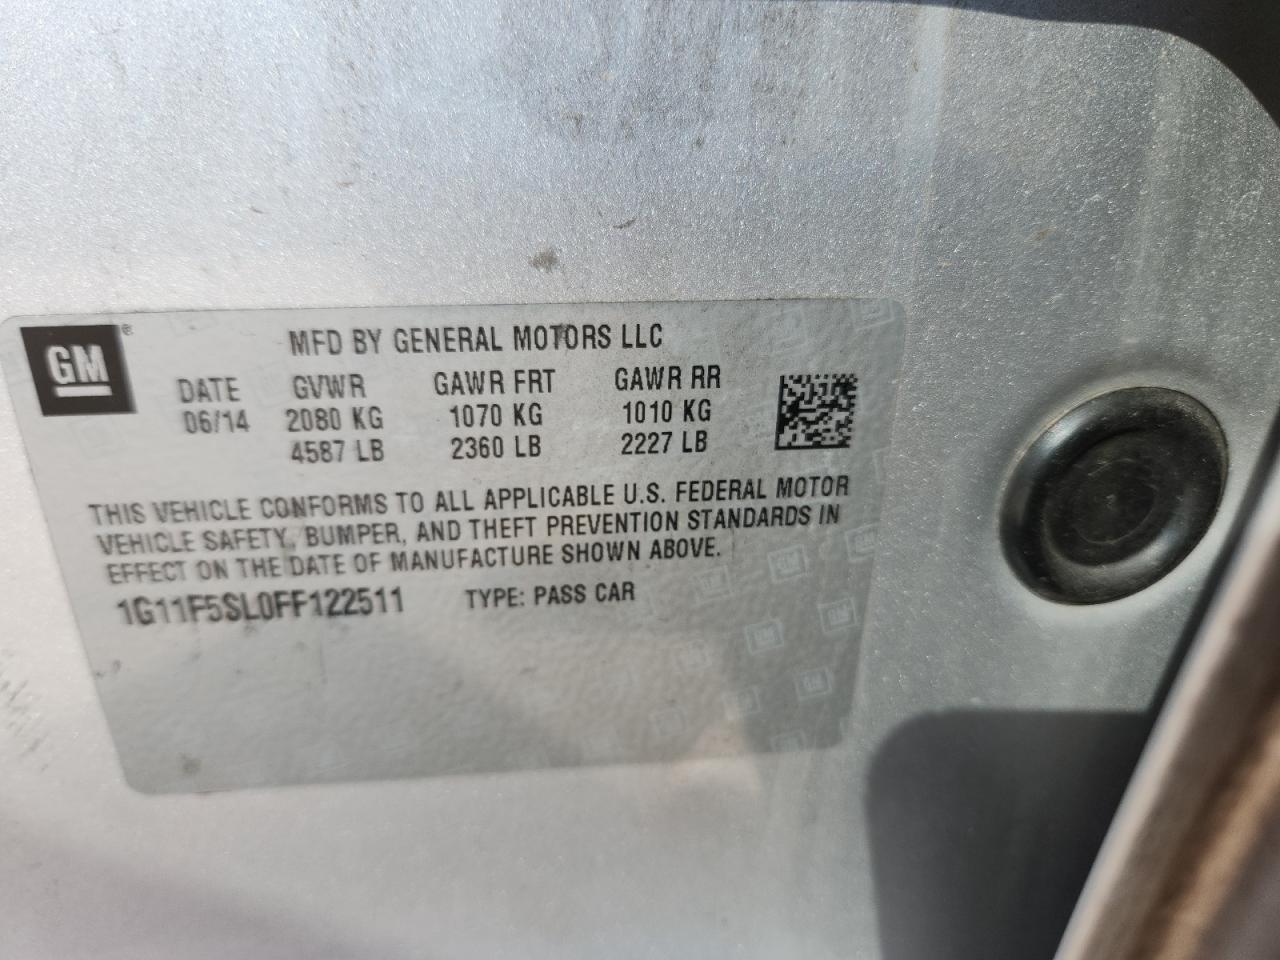 GM ®
MFD BY GENERAL MOTORS LLC
DATE GVWR GAWR FRT GAWR RR
06/14 2080 KG 1070 KG 1010 KG
4587 LB 2360 LB 2227 LB
THIS VEHICLE CONFORMS TO ALL APPLICABLE U.S. FEDERAL MOTOR
VEHICLE SAFETY, BUMPER, AND THEFT PREVENTION STANDARDS IN
EFFECT ON THE DATE OF MANUFACTURE SHOWN ABOVE.
1G11F5SL0FF122511 TYPE: PASS CAR